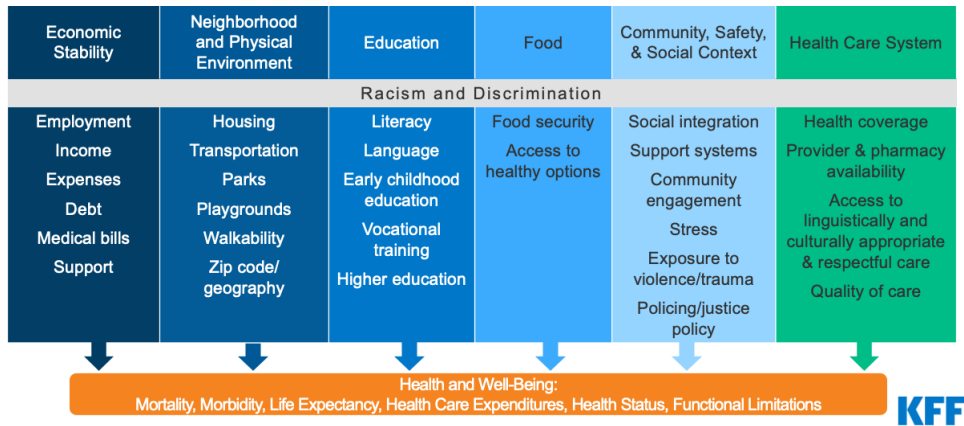 Economic
Stability
Neighborhood
and Physical
Environment
Education
Food
Community, Safety,
& Social Context
Health Care System
Racism and Discrimination
Employment
Income
Expenses
Debt
Medical bills
Support
Housing
Transportation
Parks
Playgrounds
Walkability
Zip code/
geography
Literacy
Language
Early childhood
education
Vocational
training
Higher education
Food security
Access to
healthy options
Social integration
Support systems
Community
engagement
Stress
Exposure to
violence/trauma
Policing/justice
policy
Health coverage
Provider & pharmacy
availability
Access to
linguistically and
culturally appropriate
& respectful care
Quality of care
Health and Well-Being:
Mortality, Morbidity, Life Expectancy, Health Care Expenditures, Health Status, Functional Limitations
KFF